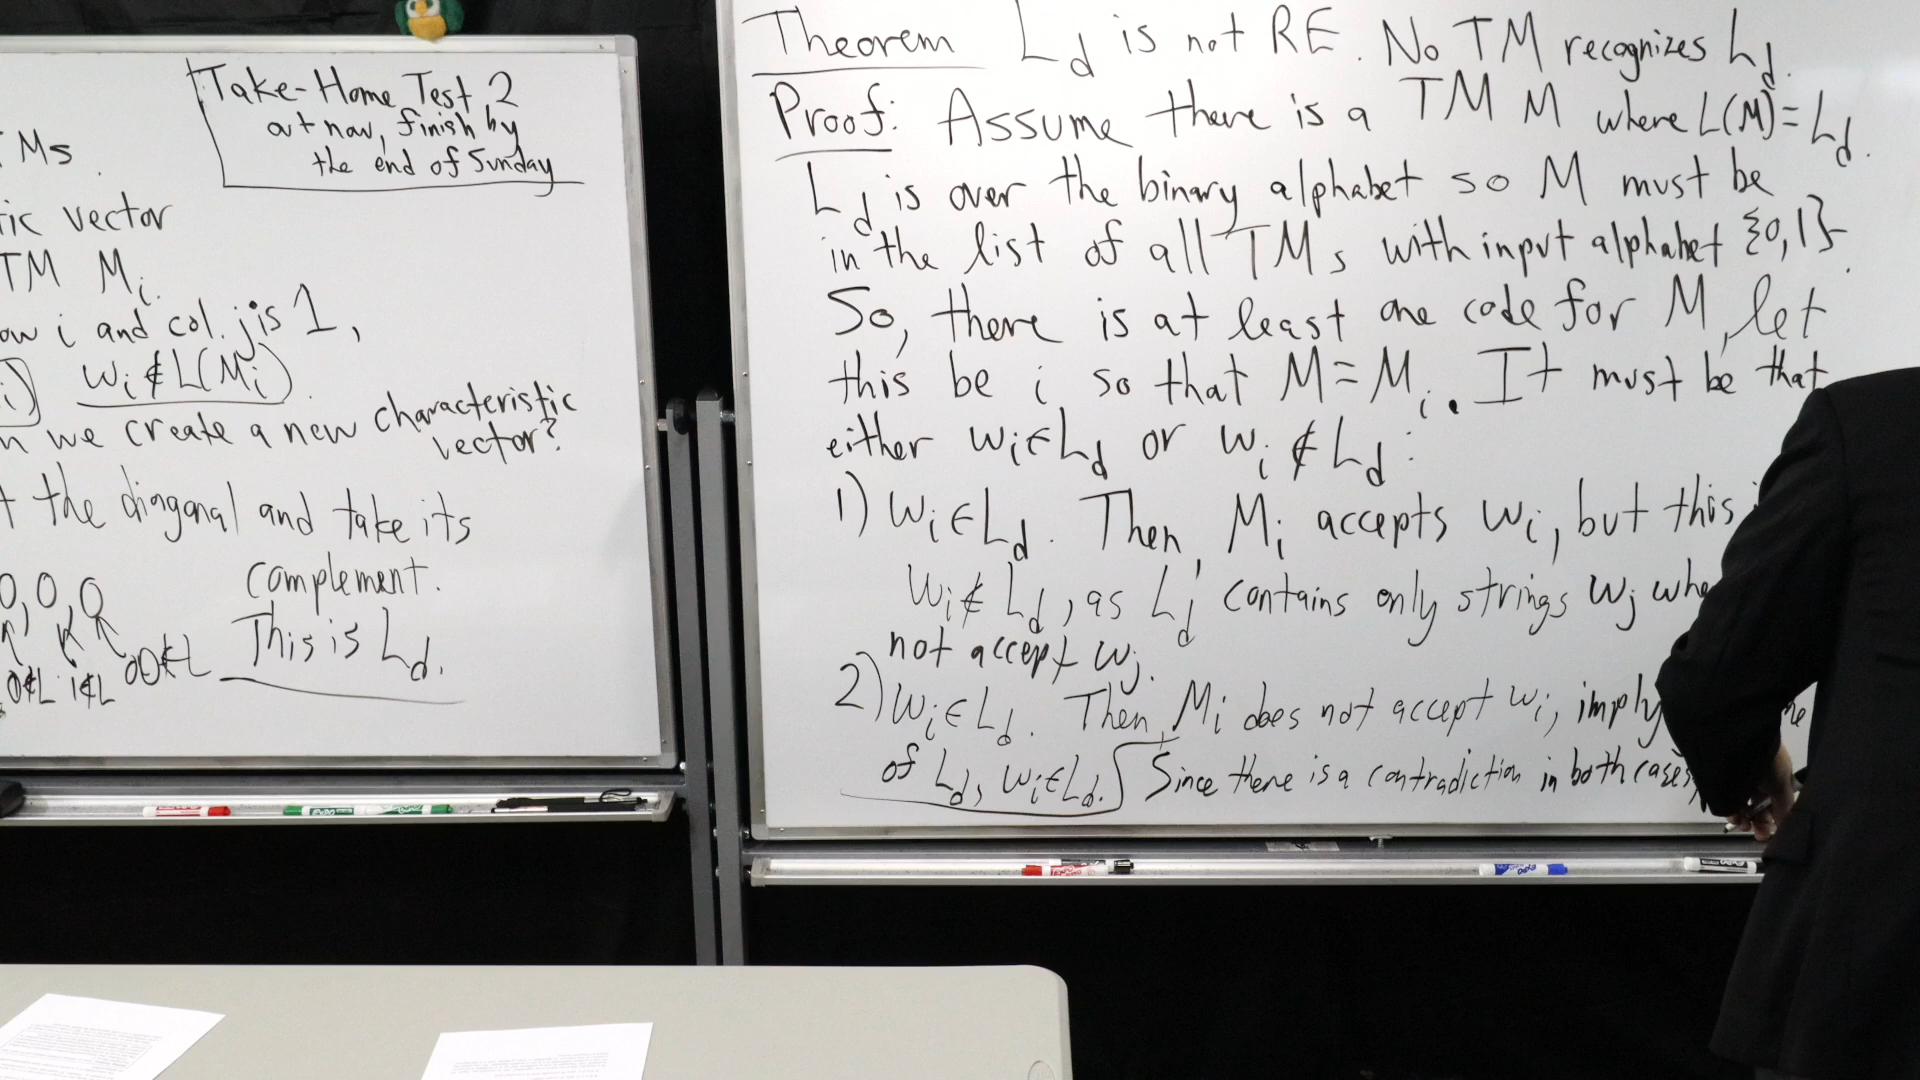 Take-Home Test 2
out now, finish by
the end of Sunday
TMs.
tic vector
TM Mi.
ow i and col. j is 1,
i) wi ∉ L(Mi).
n we create a new characteristic
vector?
t the diagonal and take its
complement.
0, 0, 0
0∉L 1∉L 00∉L This is Ld.
Theorem Ld is not RE. No TM recognizes Ld.
Proof: Assume there is a TM M where L(M)=Ld.
Ld is over the binary alphabet so M must be
in the list of all TMs with input alphabet {0,1}.
So, there is at least one code for M, let
this be i, so that M=Mi. It must be that
either wi∈Ld or wi∉Ld:
1) wi∈Ld. Then, Mi accepts wi, but this
wi∉Ld, as Ld contains only strings wj whe
not accept wj.
2) wi∈Ld. Then, Mi does not accept wi, imply
of Ld, wi∈Ld. Since there is a contradiction in both cases,